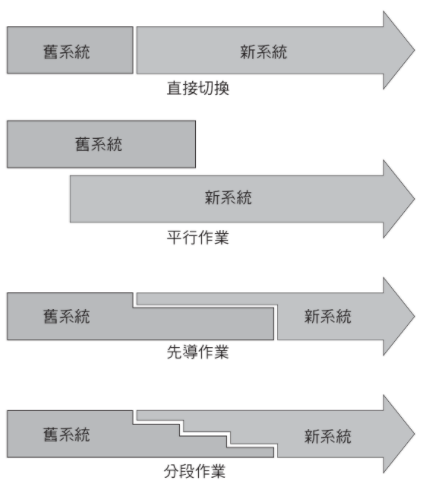 舊系統 新系統
直接切換
舊系統
新系統
平行作業
舊系統 新系統
先導作業
舊系統 新系統
分段作業